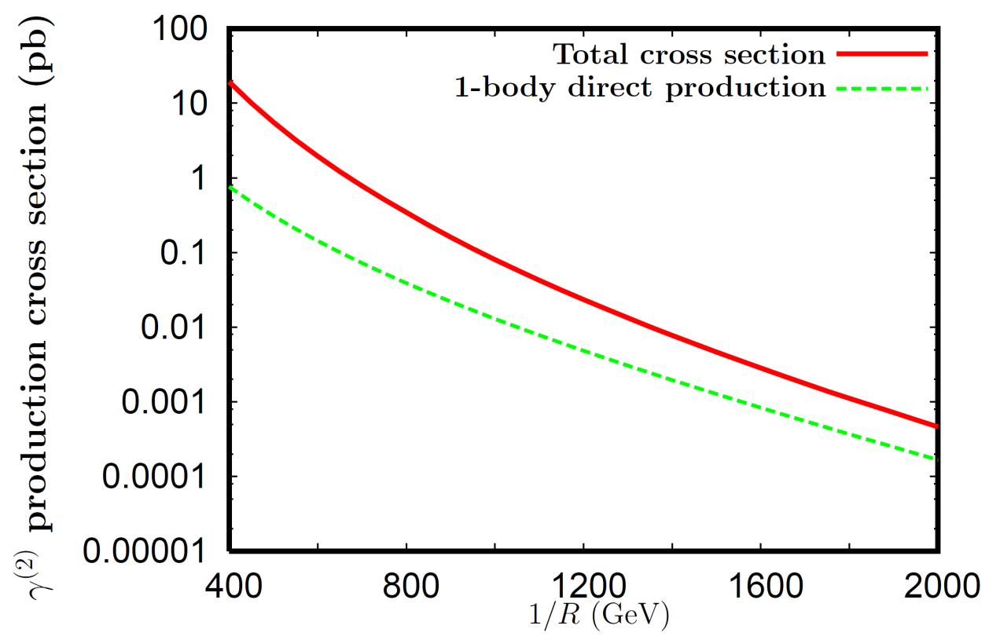 γ(2) production cross section (pb)
100
10
1
0.1
0.01
0.001
0.0001
0.00001
Total cross section
1-body direct production
400 800 1200 1600 2000
1/R (GeV)